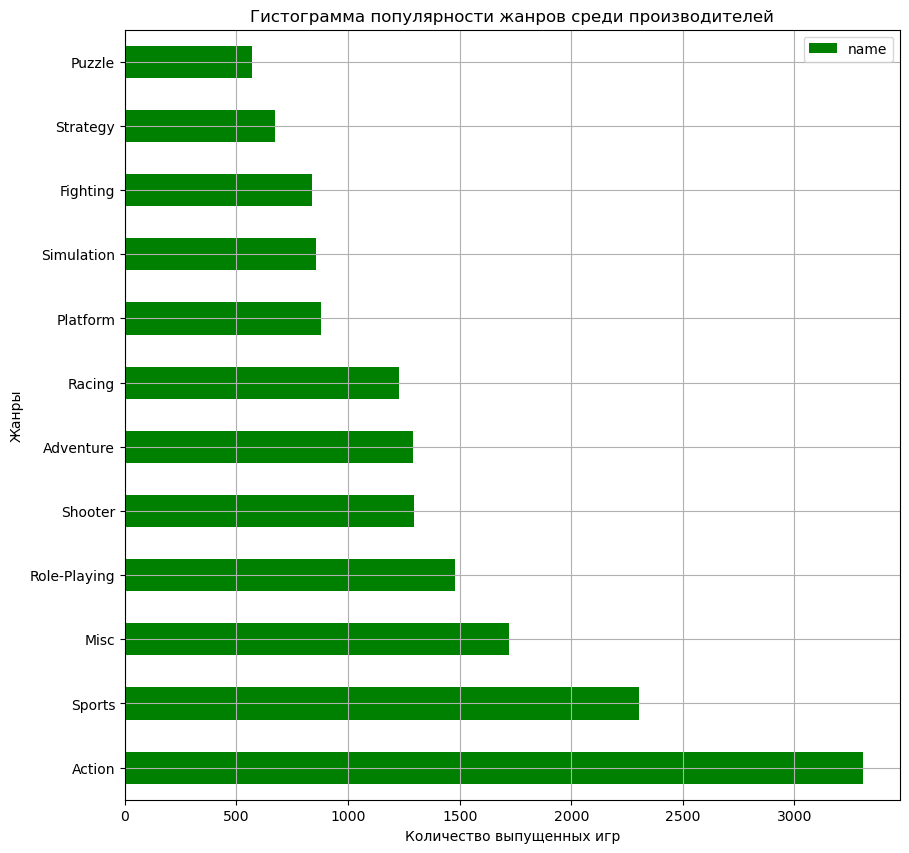 Гистограмма популярности жанров среди производителей
name
Puzzle
Strategy
Fighting
Simulation
Platform
Racing
Adventure
Shooter
Role-Playing
Misc
Sports
Action
Жанры
0 500 1000 1500 2000 2500 3000
Количество выпущенных игр